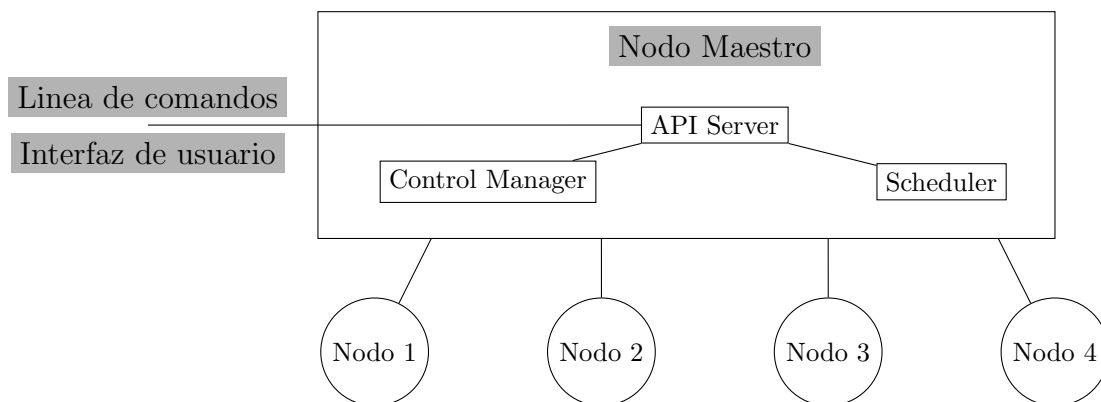 Nodo Maestro
Linea de comandos
API Server
Interfaz de usuario
Control Manager
Scheduler
Nodo 1
Nodo 2
Nodo 3
Nodo 4